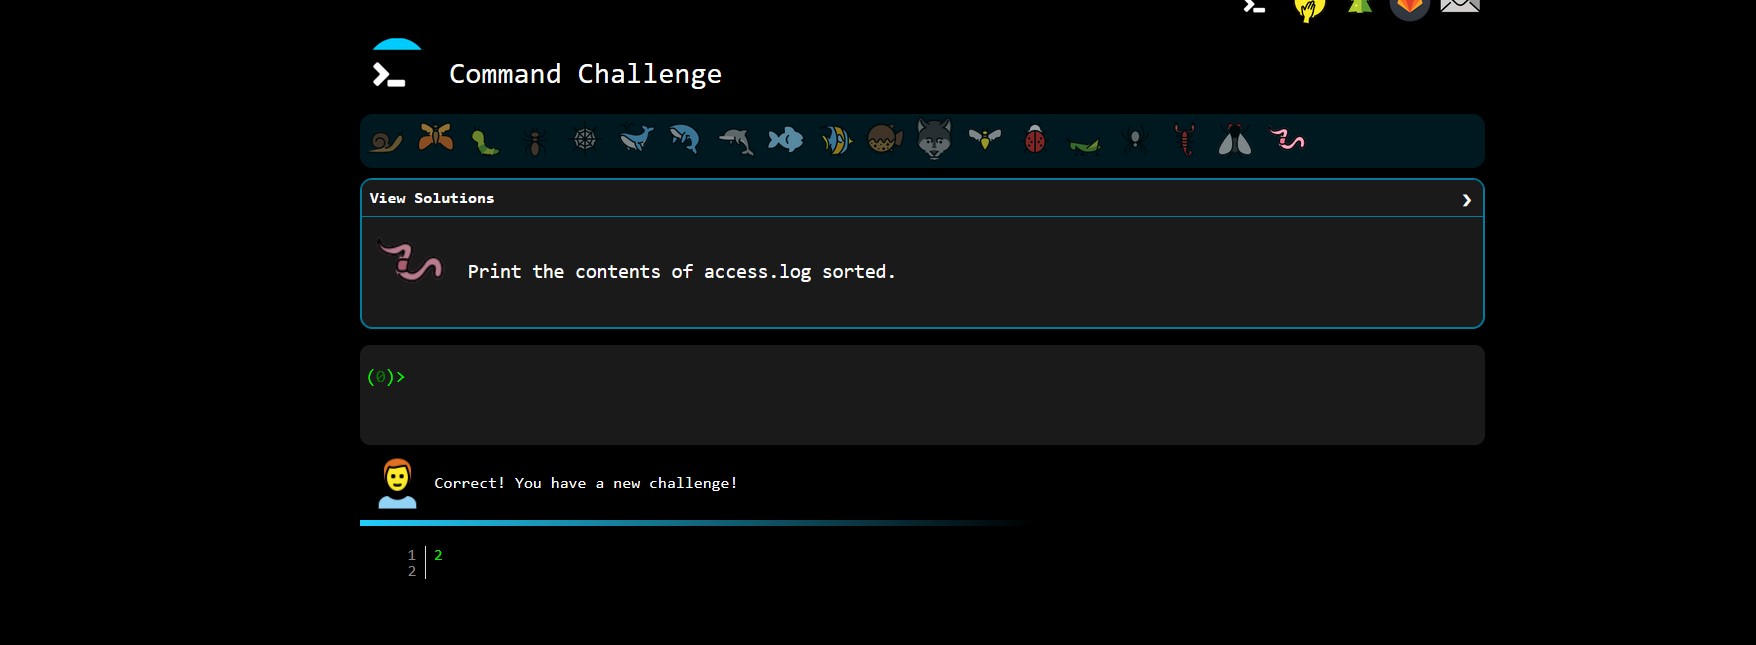 Command Challenge
View Solutions
Print the contents of access.log sorted.
(0)>
Correct! You have a new challenge!
1 2
2